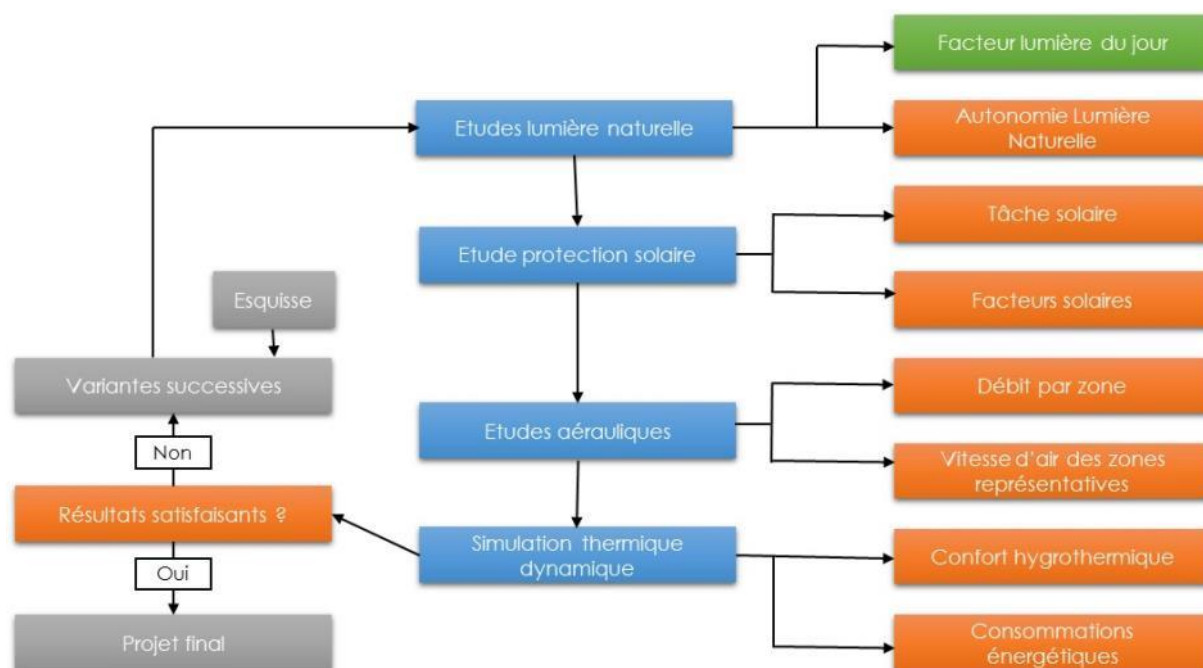 Facteur lumière du jour
Etudes lumière naturelle
Autonomie Lumière
Naturelle
Tâche solaire
Etude protection solaire
Esquisse
Facteurs solaires
Variantes successives
Débit par zone
Etudes aérauliques
Non
Vitesse d'air des zones
représentatives
Résultats satisfaisants ?
Simulation thermique
dynamique
Confort hygrothermique
Oui
Projet final
Consommations
énergétiques